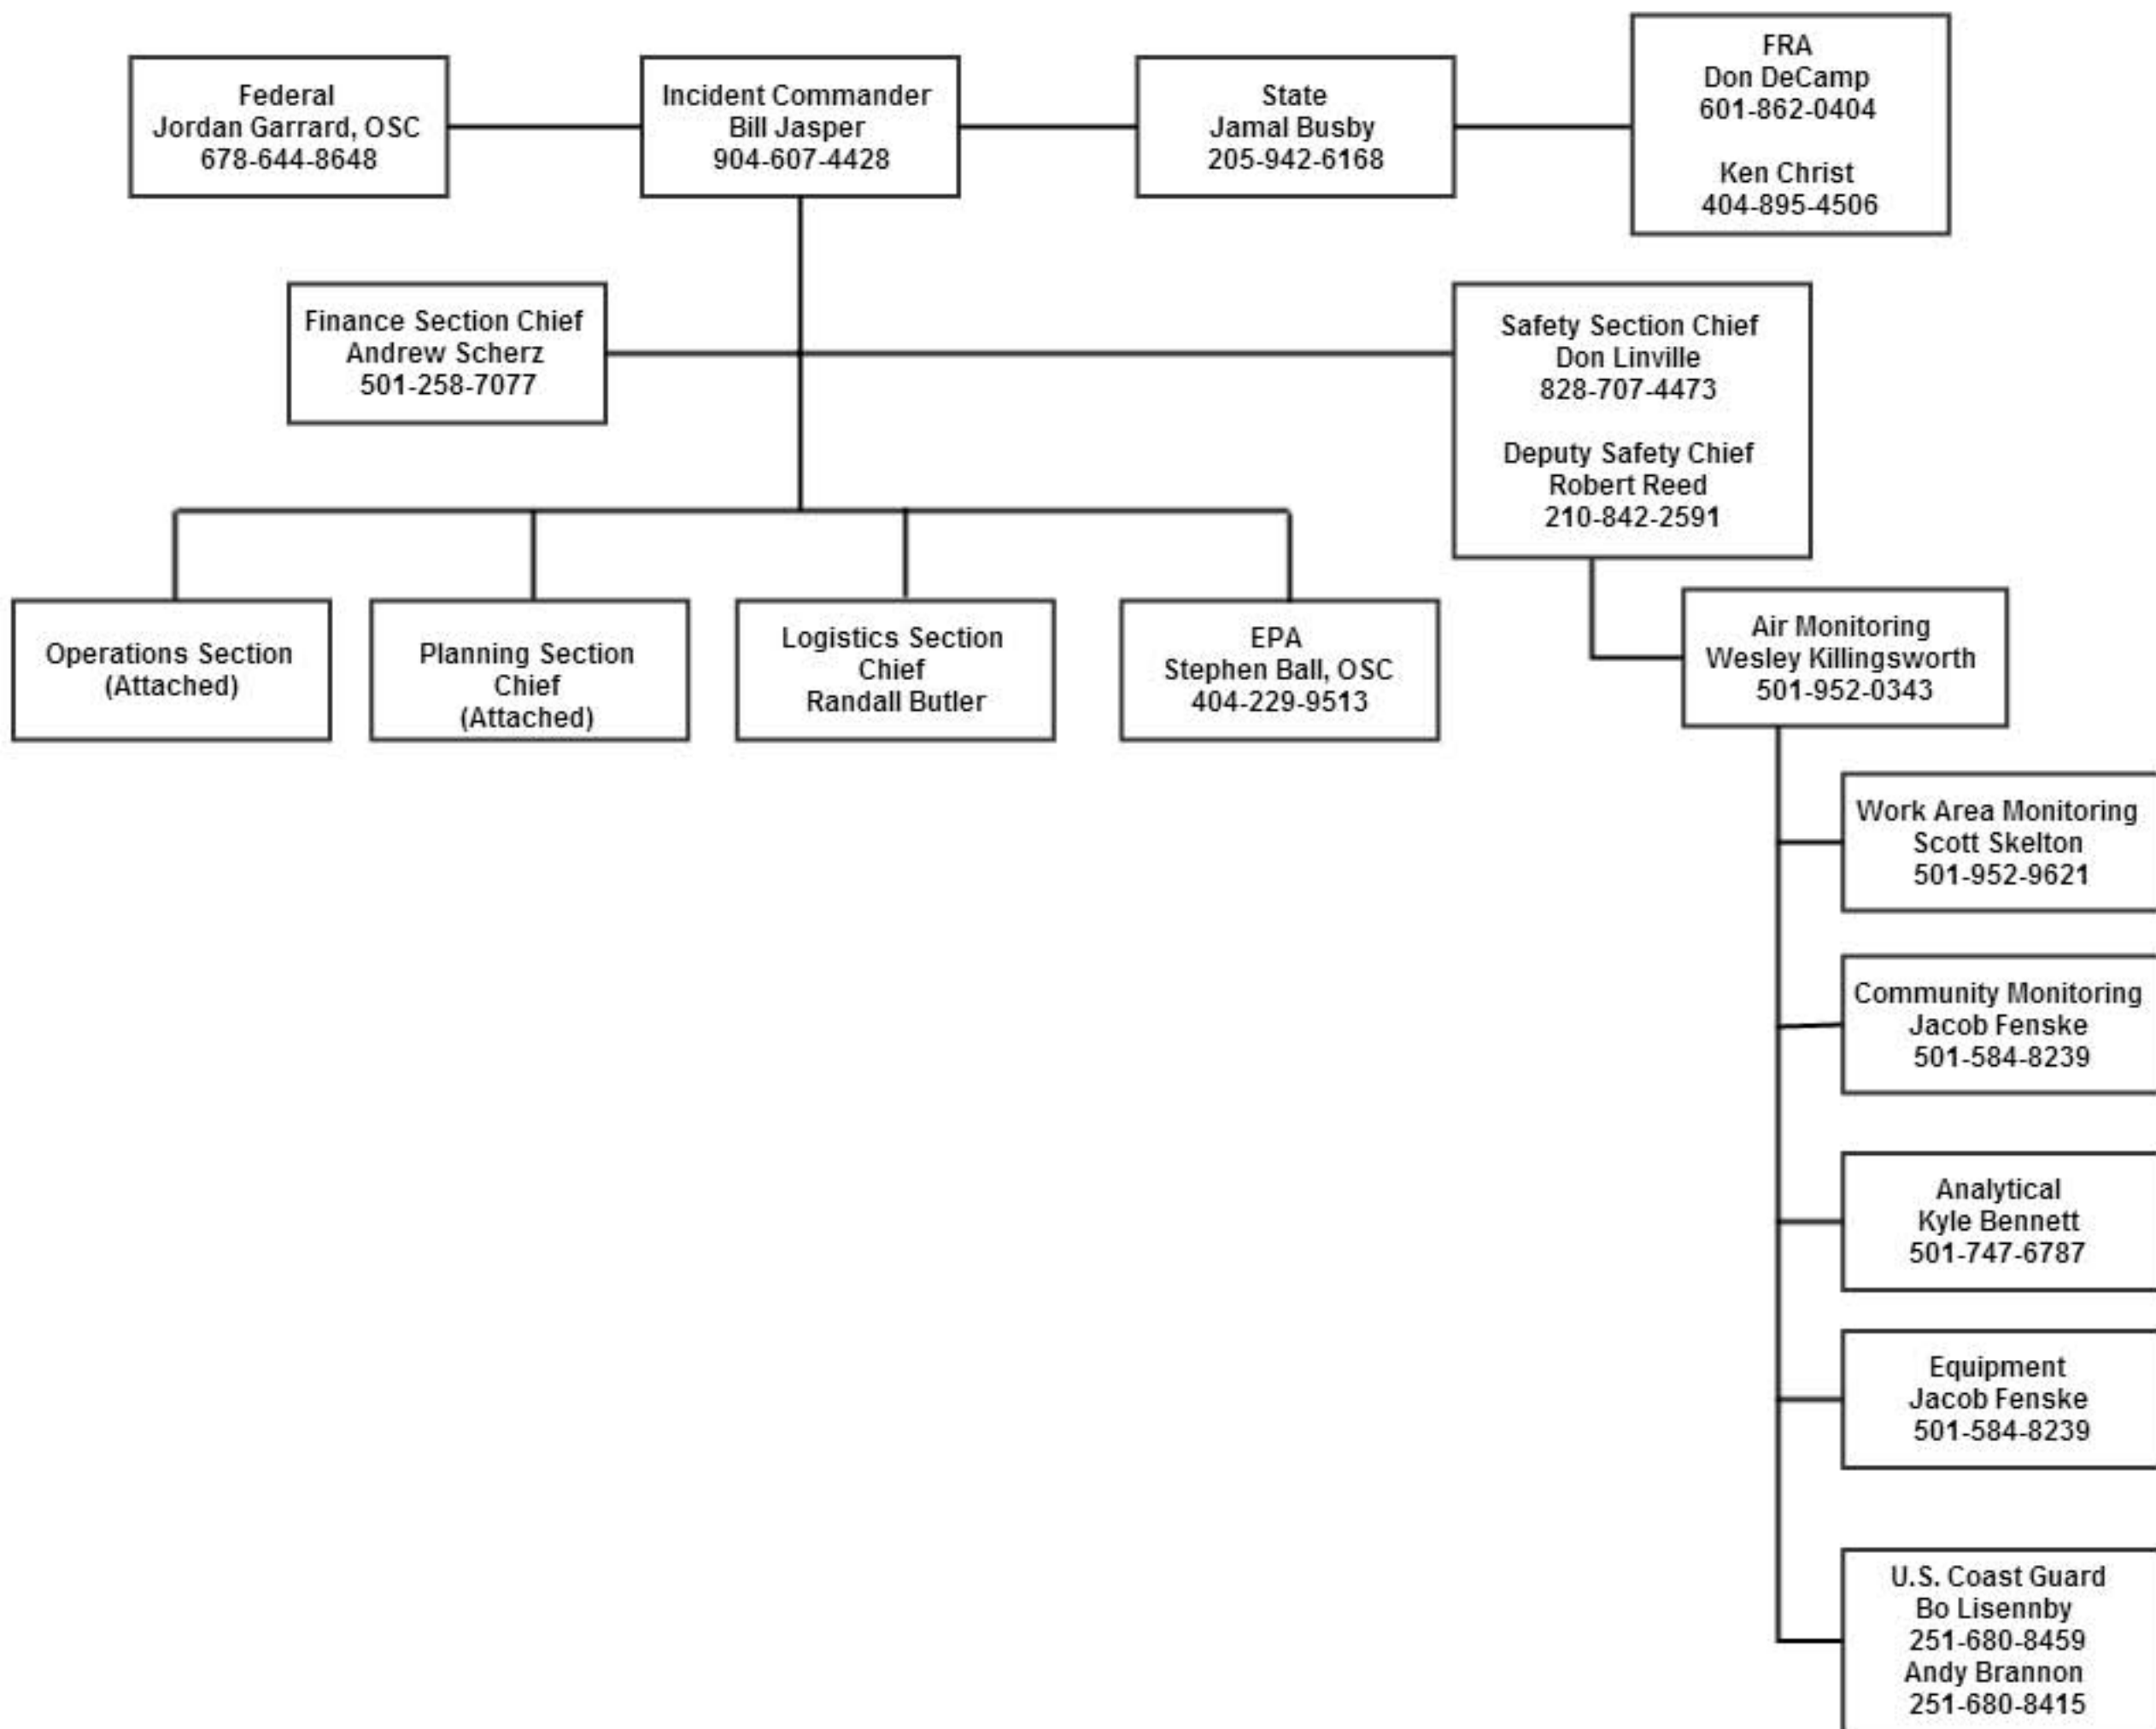 Federal
Jordan Garrard, OSC
678-644-8648
Incident Commander
Bill Jasper
904-607-4428
State
Jamal Busby
205-942-6168
FRA
Don DeCamp
601-862-0404
Ken Christ
404-895-4506
Finance Section Chief
Andrew Scherz
501-258-7077
Safety Section Chief
Don Linville
828-707-4473
Deputy Safety Chief
Robert Reed
210-842-2591
Operations Section
(Attached)
Planning Section
Chief
(Attached)
Logistics Section
Chief
Randall Butler
EPA
Stephen Ball, OSC
404-229-9513
Air Monitoring
Wesley Killingsworth
501-952-0343
Work Area Monitoring
Scott Skelton
501-952-9621
Community Monitoring
Jacob Fenske
501-584-8239
Analytical
Kyle Bennett
501-747-6787
Equipment
Jacob Fenske
501-584-8239
U.S. Coast Guard
Bo Lisennby
251-680-8459
Andy Brannon
251-680-8415